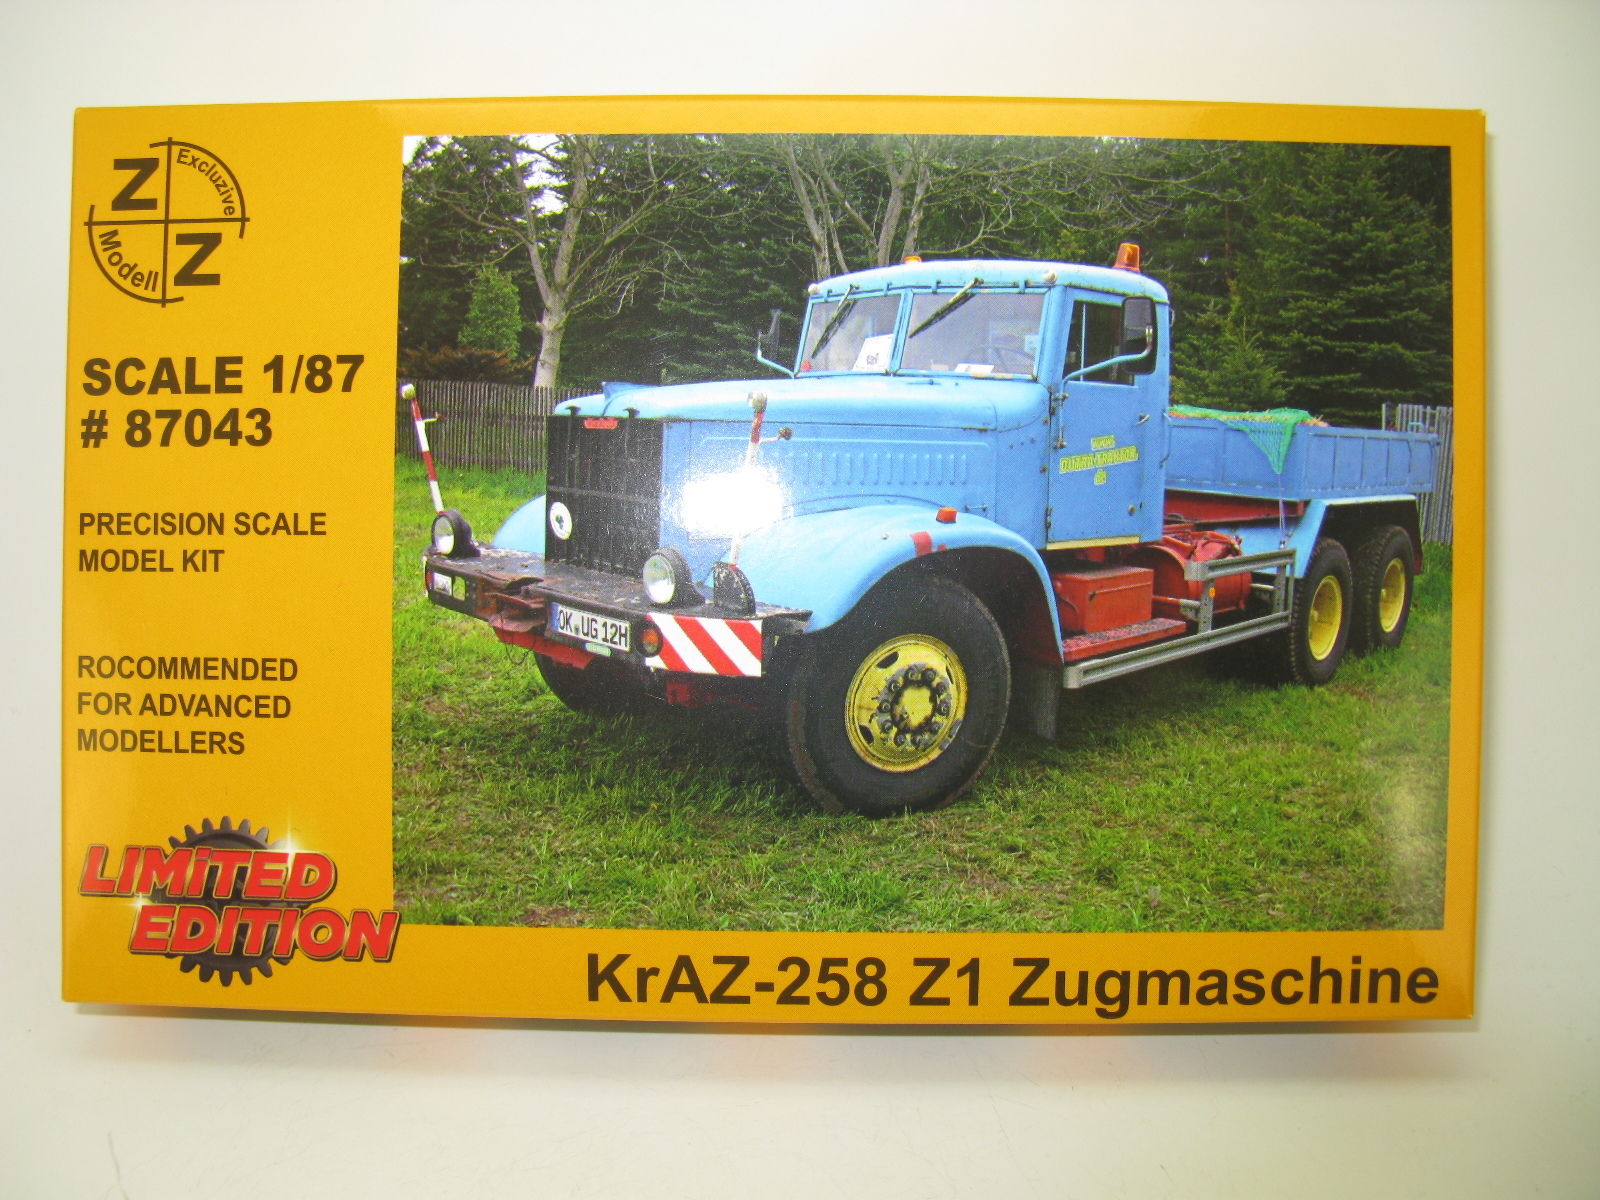 Z
Excluzive
Modell
Z
SCALE 1/87
# 87043
PRECISION SCALE
MODEL KIT
ROCOMMENDED
FOR ADVANCED
MODELLERS
LIMiTED
EDITION
OK UG 12H
KrAZ-258 Z1 Zugmaschine